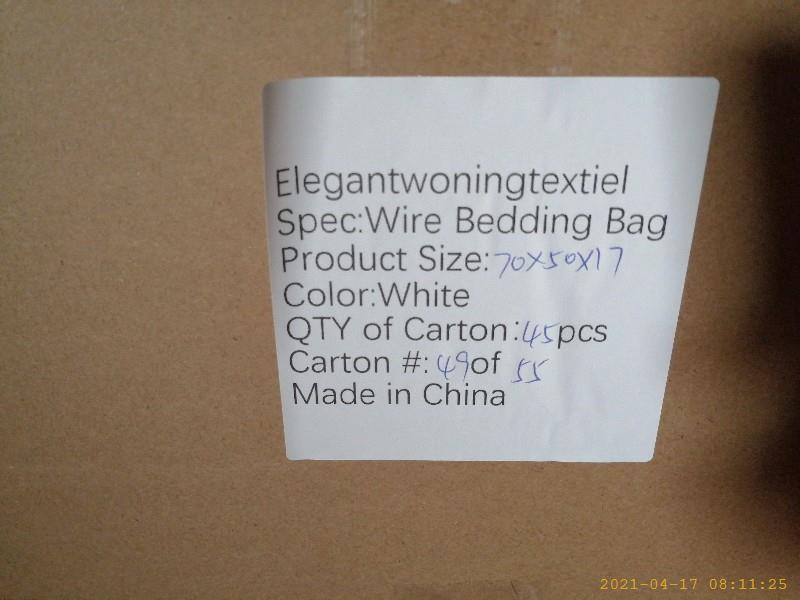 Elegantwoningtextiel
Spec:Wire Bedding Bag
Product Size:70X50X17
Color:White
QTY of Carton:45pcs
Carton #:49of 55
Made in China
2021-04-17 08:11:25